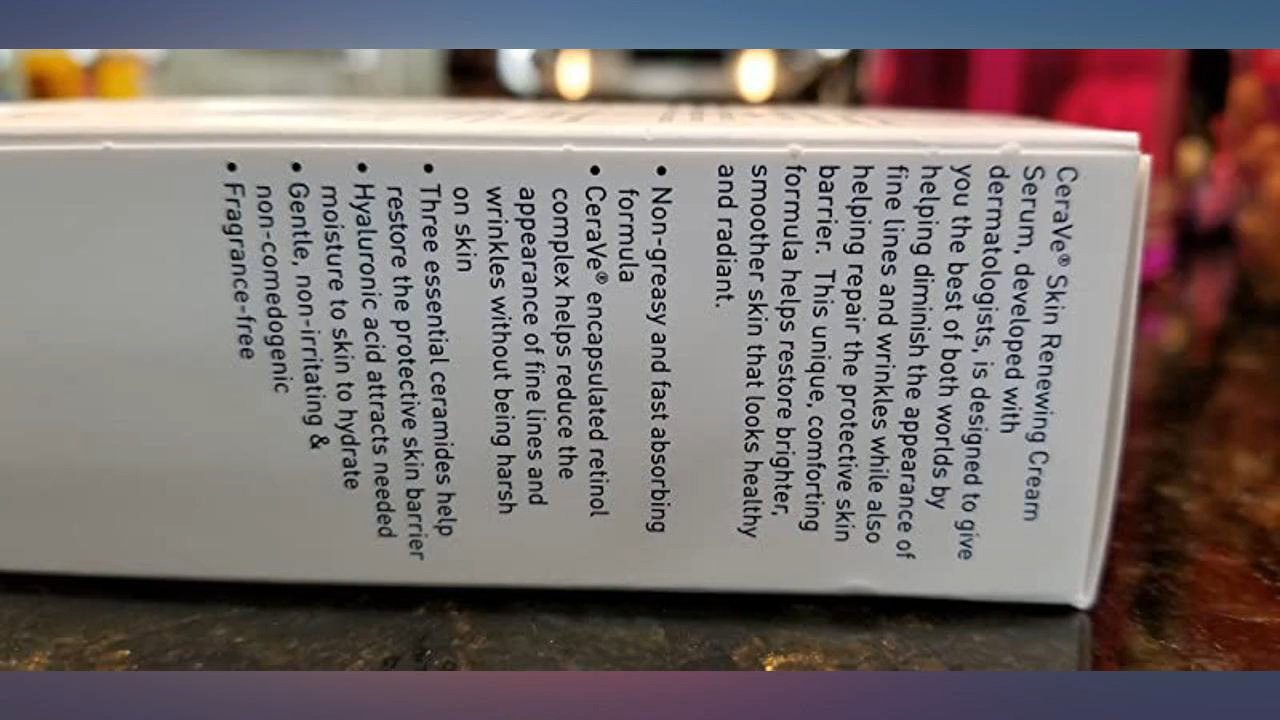 CeraVe® Skin Renewing Cream
Serum, developed with
dermatologists, is designed to give
you the best of both worlds by
helping diminish the appearance of
fine lines and wrinkles while also
helping repair the protective skin
barrier. This unique, comforting
formula helps restore brighter,
smoother skin that looks healthy
and radiant.
• Non-greasy and fast absorbing
formula
• CeraVe® encapsulated retinol
complex helps reduce the
appearance of fine lines and
wrinkles without being harsh
on skin
• Three essential ceramides help
restore the protective skin barrier
• Hyaluronic acid attracts needed
moisture to skin to hydrate
• Gentle, non-irritating &
non-comedogenic
• Fragrance-free